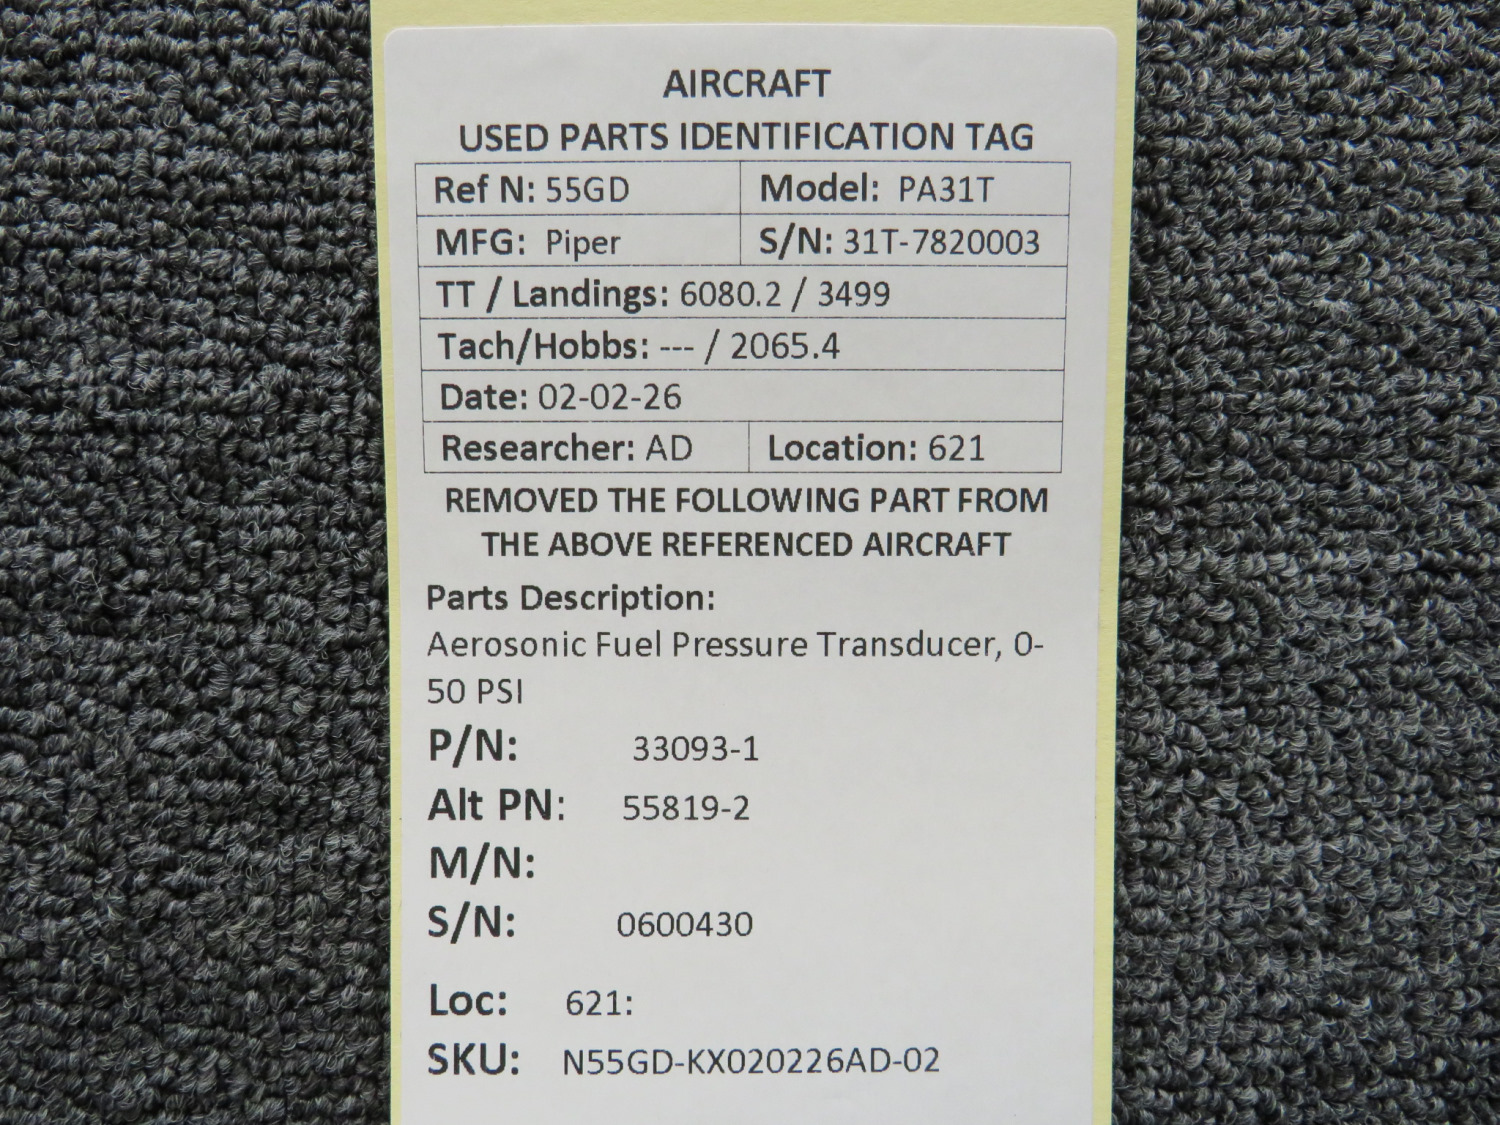 AIRCRAFT
USED PARTS IDENTIFICATION TAG
Ref N: 55GD Model: PA31T
MFG: Piper S/N: 31T-7820003
TT / Landings: 6080.2 / 3499
Tach/Hobbs: --- / 2065.4
Date: 02-02-26
Researcher: AD Location: 621
REMOVED THE FOLLOWING PART FROM
THE ABOVE REFERENCED AIRCRAFT
Parts Description:
Aerosonic Fuel Pressure Transducer, 0-
50 PSI
P/N: 33093-1
Alt PN: 55819-2
M/N:
S/N: 0600430
Loc: 621:
SKU: N55GD-KX020226AD-02